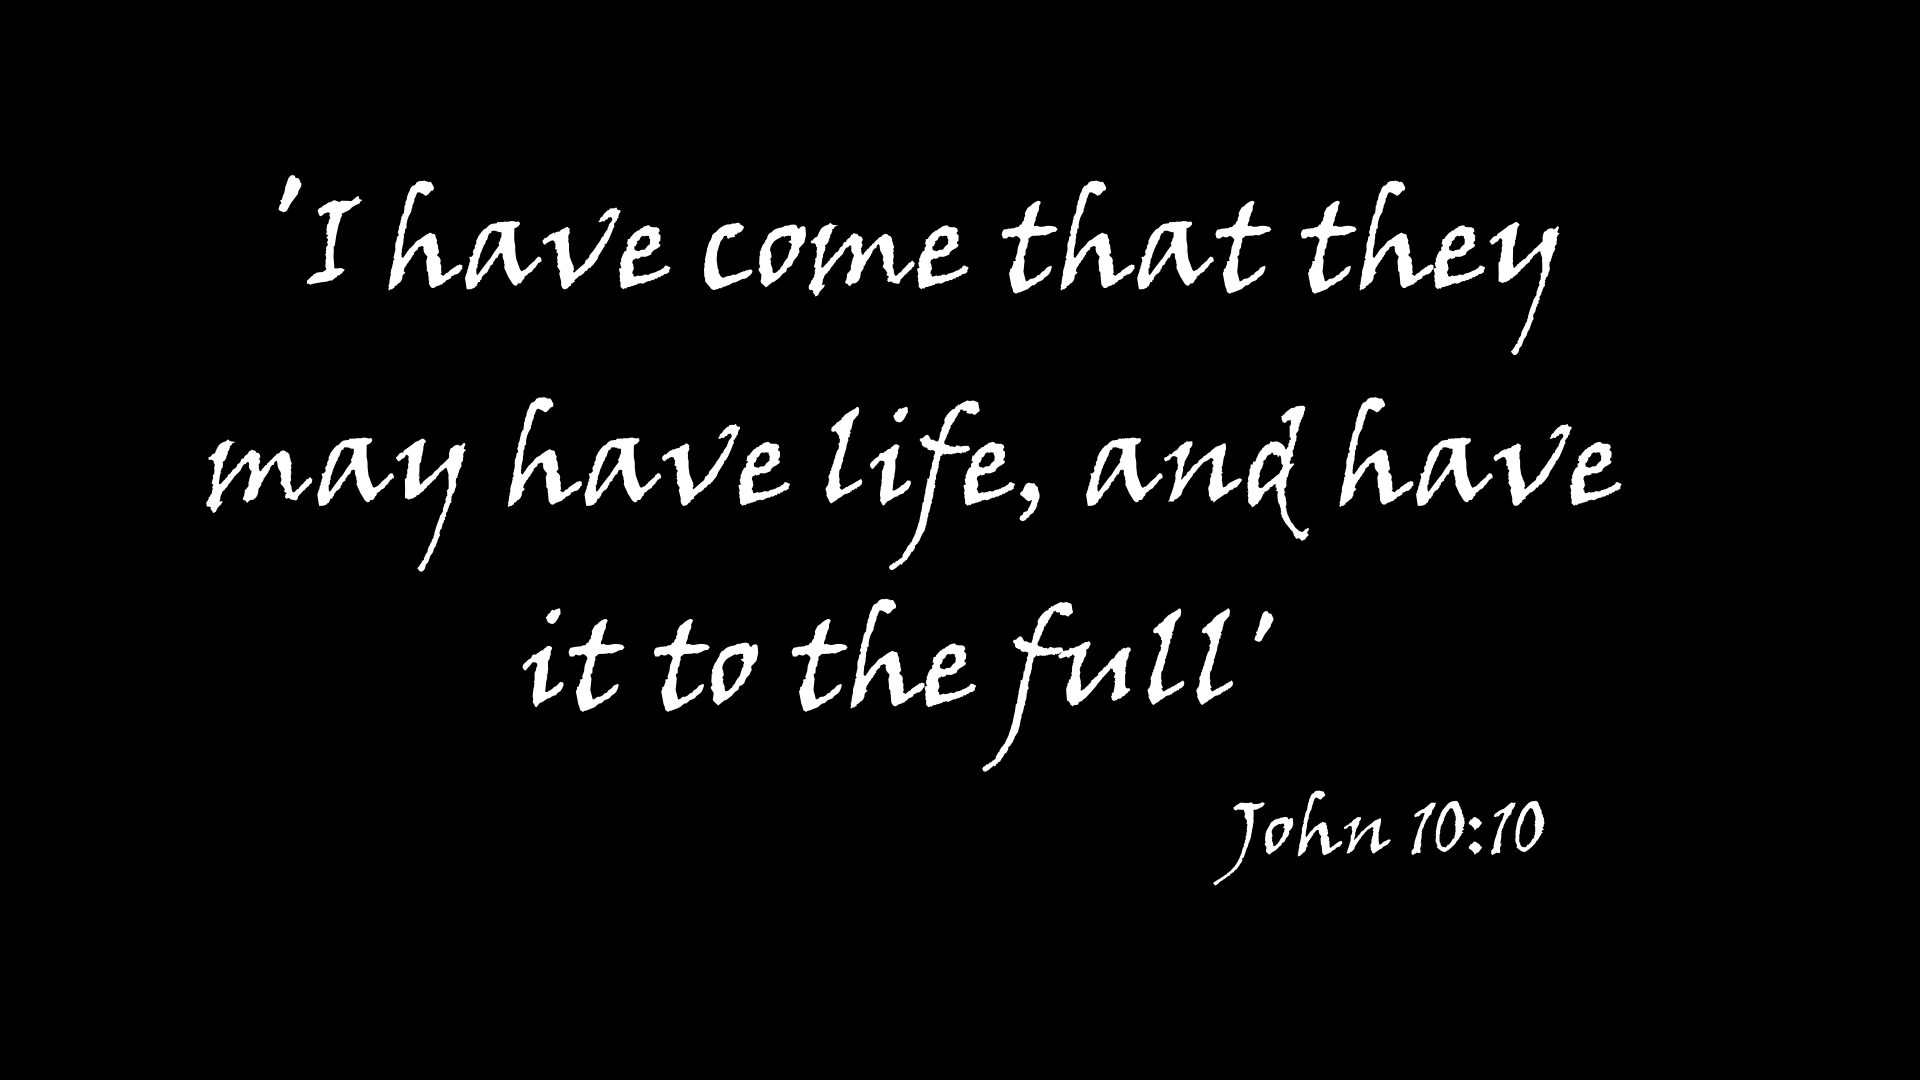 'I have come that they
may have life, and have
it to the full'
John 10:10